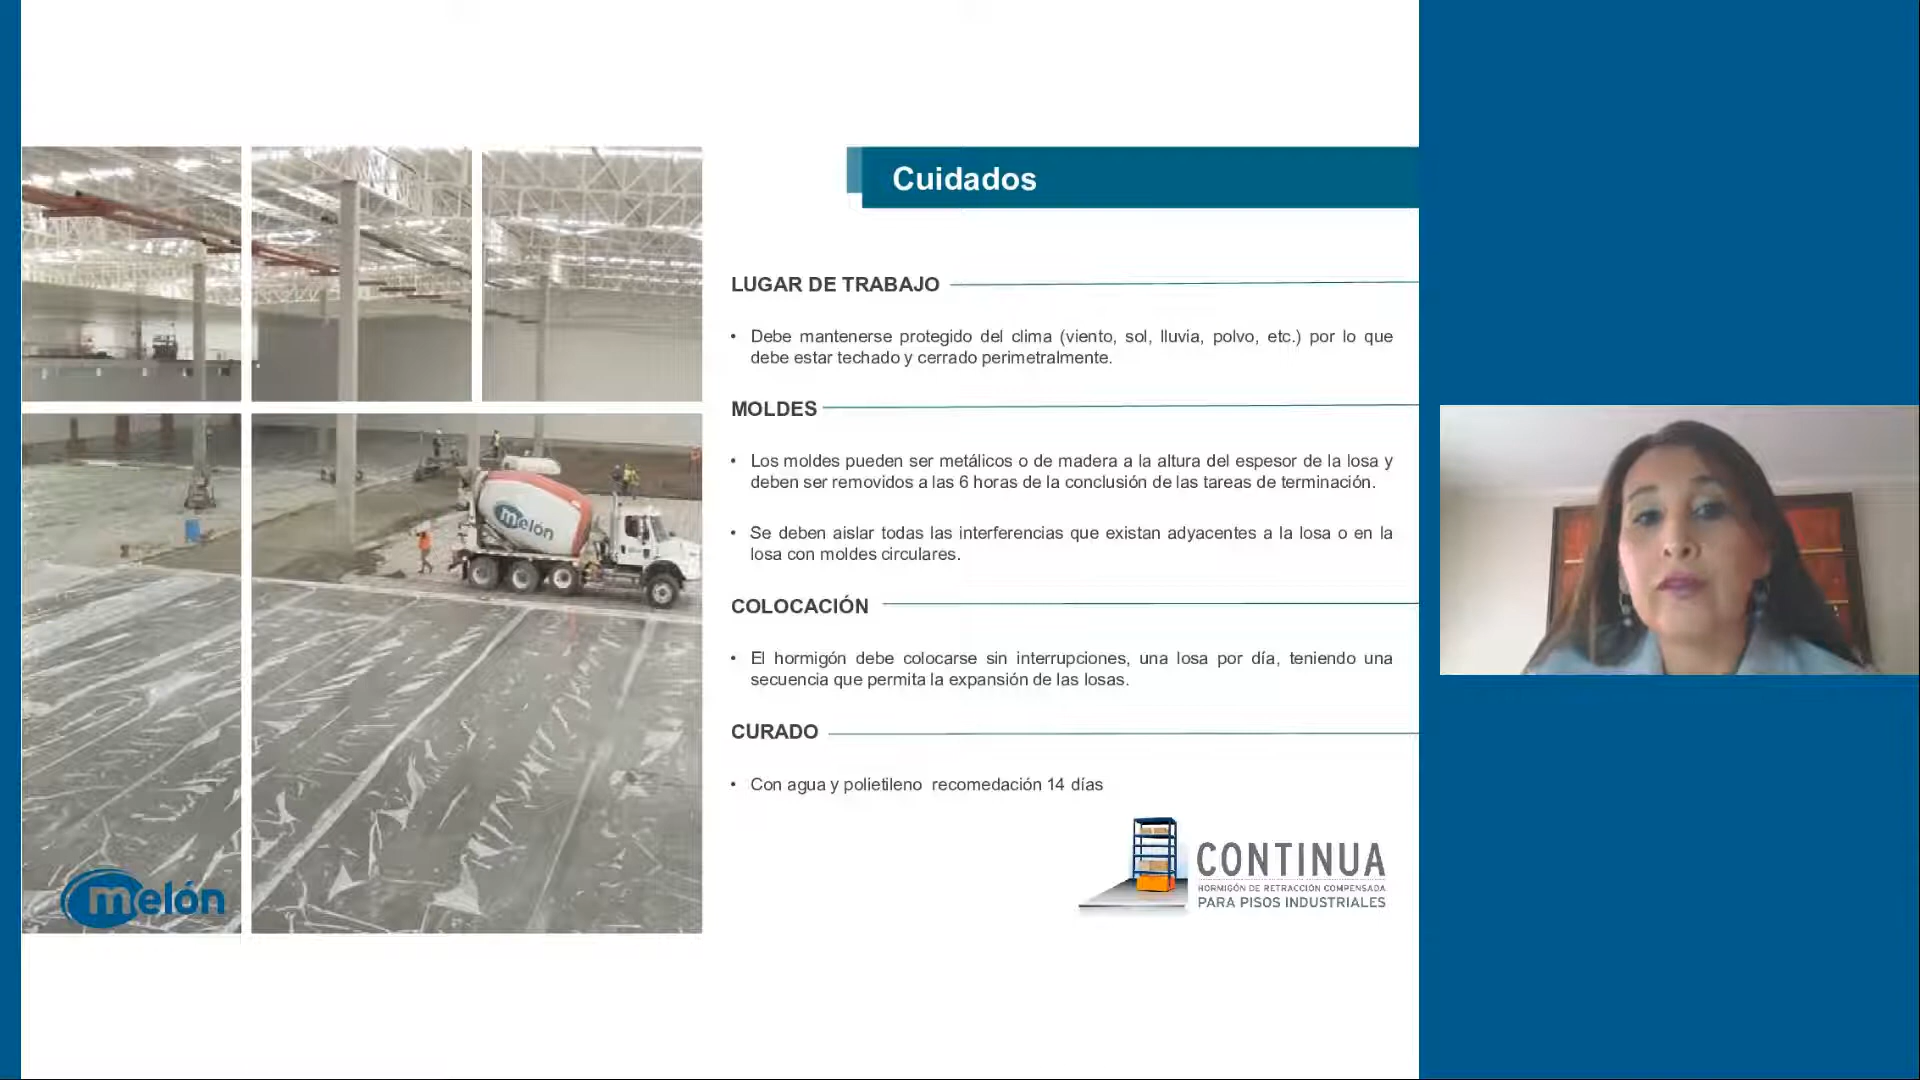 Cuidados
LUGAR DE TRABAJO
• Debe mantenerse protegido del clima (viento, sol, lluvia, polvo, etc.) por lo que
debe estar techado y cerrado perimetralmente.
MOLDES
• Los moldes pueden ser metálicos o de madera a la altura del espesor de la losa y
deben ser removidos a las 6 horas de la conclusión de las tareas de terminación.
• Se deben aislar todas las interferencias que existan adyacentes a la losa o en la
losa con moldes circulares.
COLOCACIÓN
• El hormigón debe colocarse sin interrupciones, una losa por día, teniendo una
secuencia que permita la expansión de las losas.
CURADO
• Con agua y polietileno recomedación 14 días
melón
melón
CONTINUA
HORMIGÓN DE RETRACCIÓN COMPENSADA
PARA PISOS INDUSTRIALES